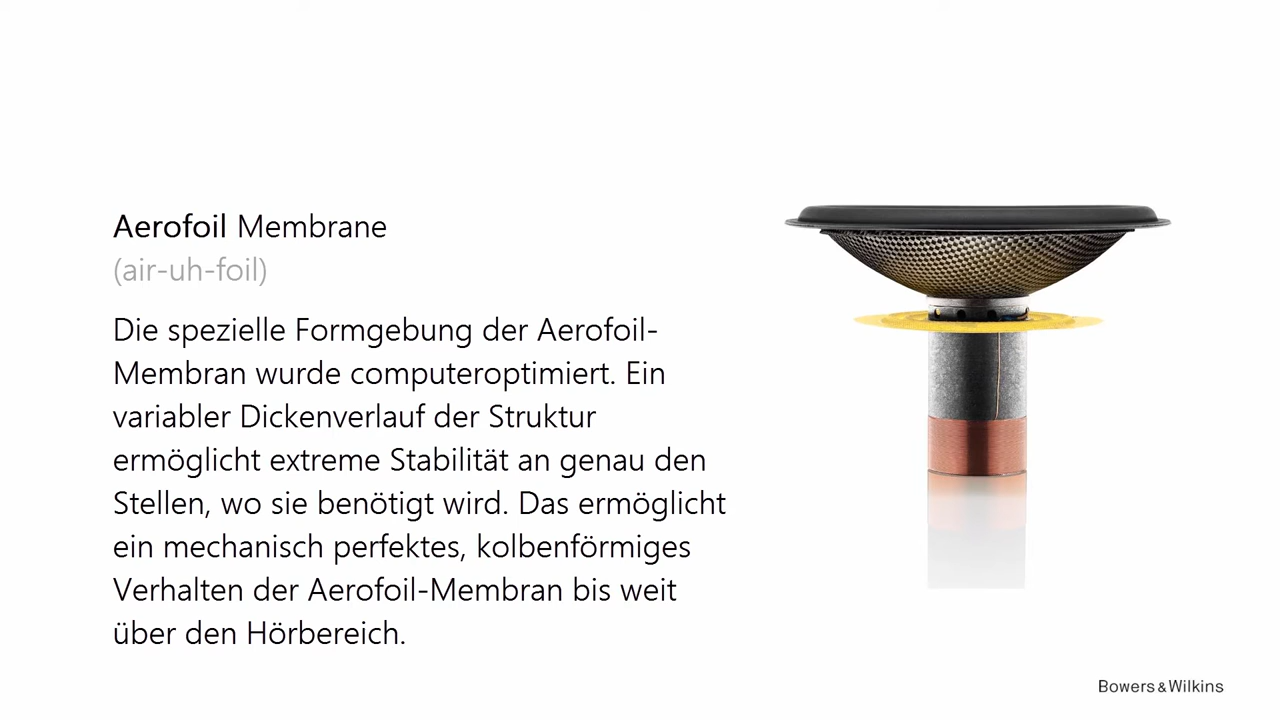 Aerofoil Membrane
(air-uh-foil)
Die spezielle Formgebung der Aerofoil-
Membran wurde computeroptimiert. Ein
variabler Dickenverlauf der Struktur
ermöglicht extreme Stabilität an genau den
Stellen, wo sie benötigt wird. Das ermöglicht
ein mechanisch perfektes, kolbenförmiges
Verhalten der Aerofoil-Membran bis weit
über den Hörbereich.
Bowers & Wilkins